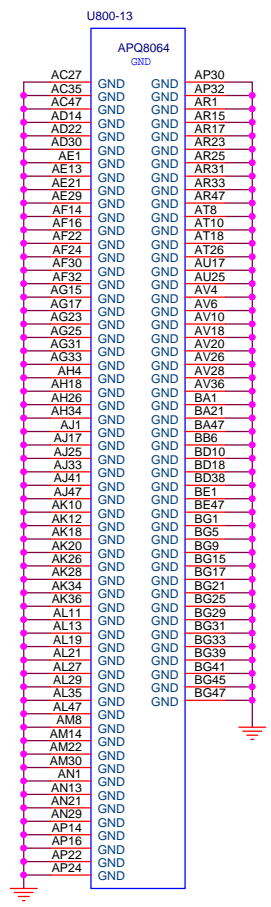 U800-13
APQ8064
GND
AC27 GND GND AP30
AC35 GND GND AP32
AC47 GND GND AR1
AD14 GND GND AR15
AD22 GND GND AR17
AD30 GND GND AR23
AE1 GND GND AR25
AE13 GND GND AR31
AE21 GND GND AR33
AE29 GND GND AR47
AF14 GND GND AT8
AF16 GND GND AT10
AF22 GND GND AT18
AF24 GND GND AT26
AF30 GND GND AU17
AF32 GND GND AU25
AG15 GND GND AV4
AG17 GND GND AV6
AG23 GND GND AV10
AG25 GND GND AV18
AG31 GND GND AV20
AG33 GND GND AV26
AH4 GND GND AV28
AH18 GND GND AV36
AH26 GND GND BA1
AH34 GND GND BA21
AJ1 GND GND BA47
AJ17 GND GND BB6
AJ25 GND GND BD10
AJ33 GND GND BD18
AJ41 GND GND BD38
AJ47 GND GND BE1
AK10 GND GND BE47
AK12 GND GND BG1
AK18 GND GND BG5
AK20 GND GND BG9
AK26 GND GND BG15
AK28 GND GND BG17
AK34 GND GND BG21
AK36 GND GND BG25
AL11 GND GND BG29
AL13 GND GND BG31
AL19 GND GND BG33
AL21 GND GND BG39
AL27 GND GND BG41
AL29 GND GND BG45
AL35 GND GND BG47
AL47 GND
AM8 GND
AM14 GND
AM22 GND
AM30 GND
AN1 GND
AN13 GND
AN21 GND
AN29 GND
AP14 GND
AP16 GND
AP22 GND
AP24 GND